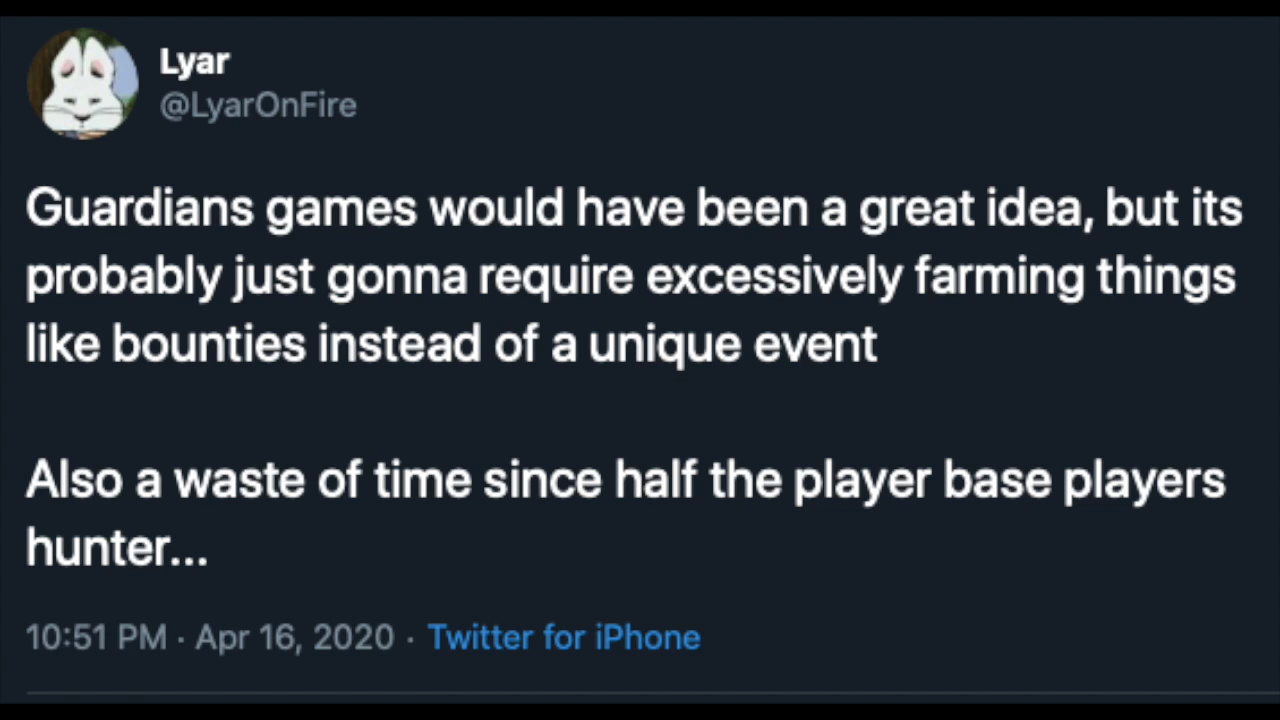 Lyar
@LyarOnFire
Guardians games would have been a great idea, but its
probably just gonna require excessively farming things
like bounties instead of a unique event
Also a waste of time since half the player base players
hunter...
10:51 PM · Apr 16, 2020 · Twitter for iPhone